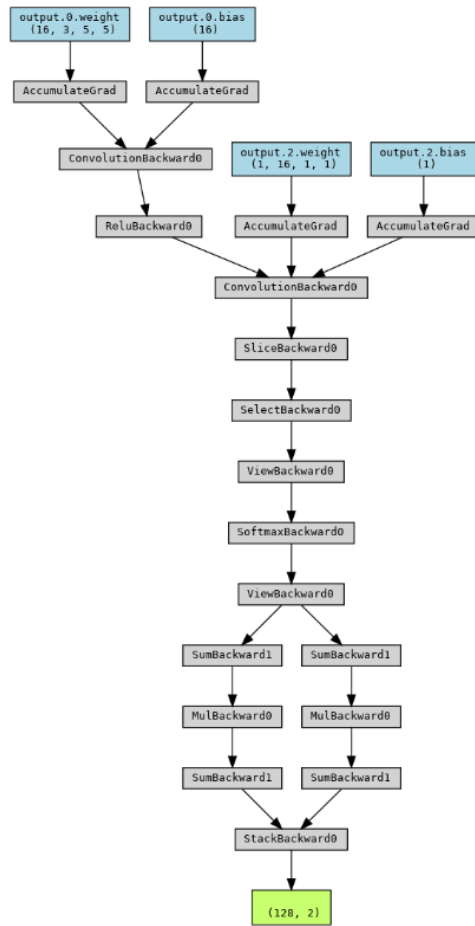 output.0.weight
(16, 3, 5, 5)
output.0.bias
(16)
AccumulateGrad
AccumulateGrad
ConvolutionBackward0
output.2.weight
(1, 16, 1, 1)
output.2.bias
(1)
ReluBackward0
AccumulateGrad
AccumulateGrad
ConvolutionBackward0
SliceBackward0
SelectBackward0
ViewBackward0
SoftmaxBackward0
ViewBackward0
SumBackward1
SumBackward1
MulBackward0
MulBackward0
SumBackward1
SumBackward1
StackBackward0
(128, 2)